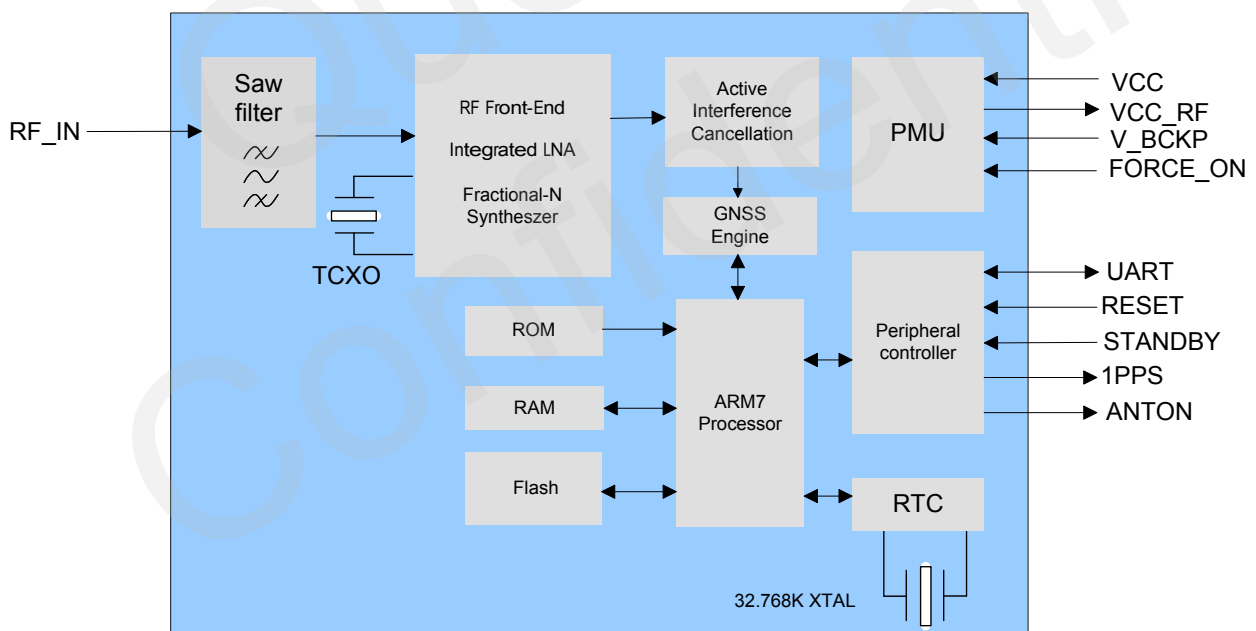 Saw
filter
RF Front-End
Integrated LNA
Fractional-N
Syntheszer
Active
Interference
Cancellation
PMU
VCC
VCC_RF
V_BCKP
FORCE_ON
RF_IN
TCXO
GNSS
Engine
ROM
RAM
Flash
ARM7
Processor
Peripheral
controller
UART
RESET
STANDBY
1PPS
ANTON
RTC
32.768K XTAL